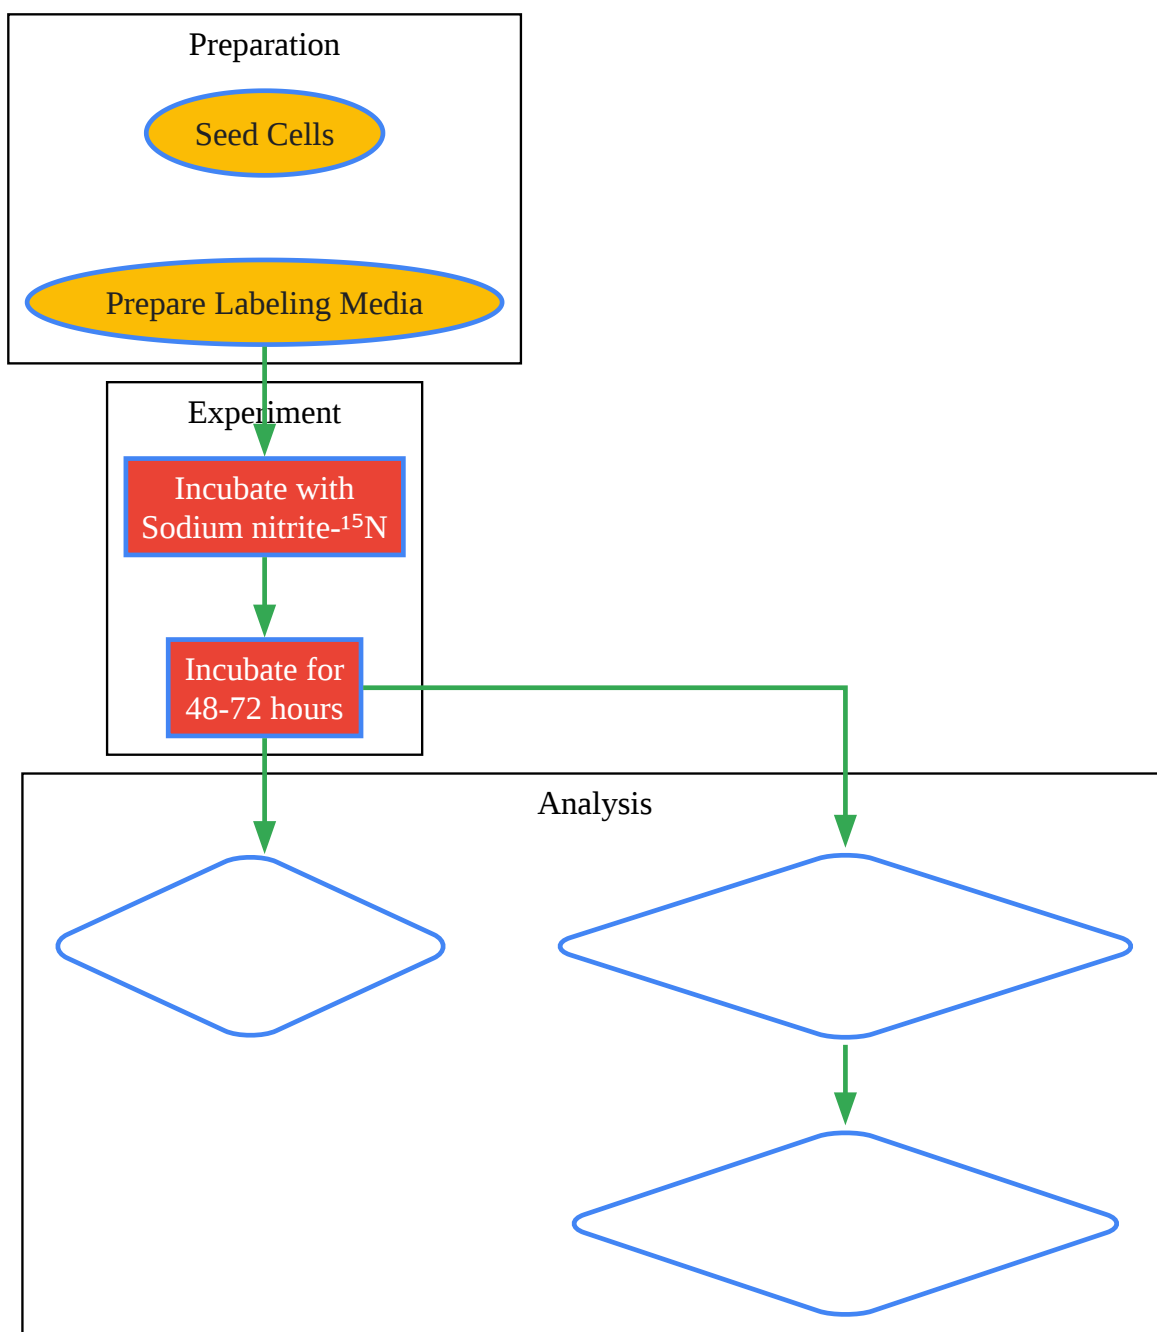 Preparation
Seed Cells
Prepare Labeling Media
Experiment
Incubate with
Sodium nitrite-¹⁵N
Incubate for
48-72 hours
Analysis